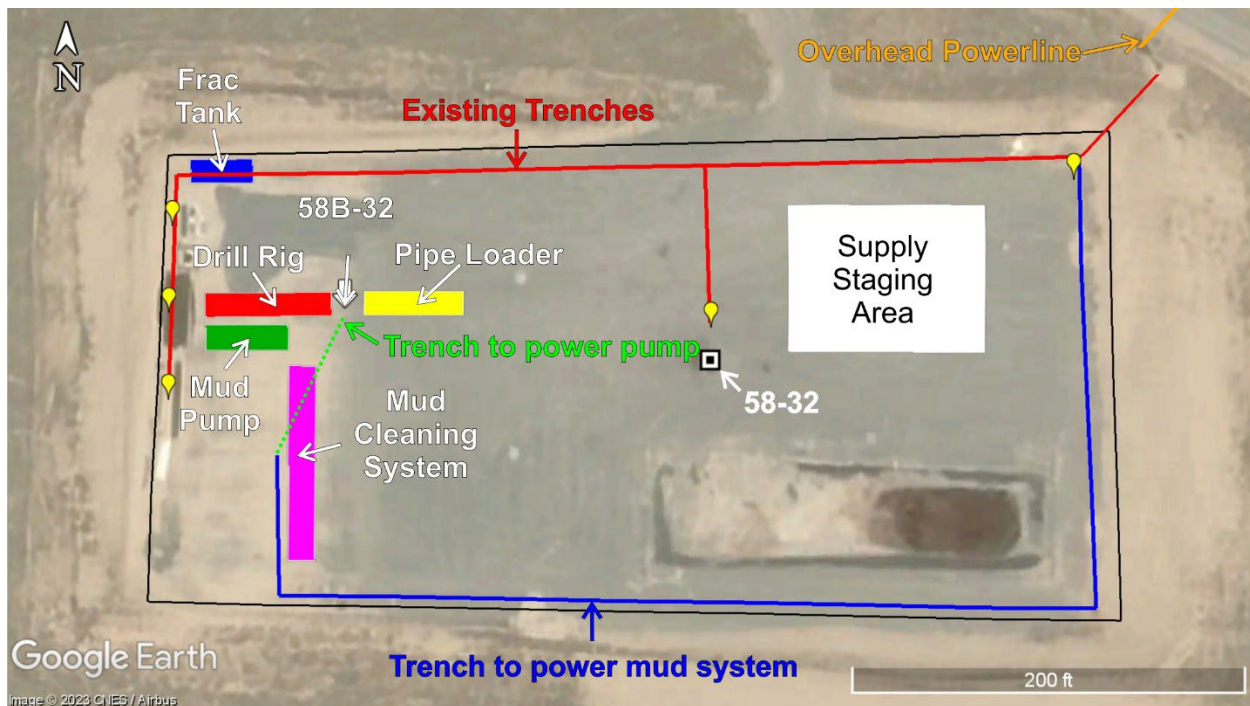 N
Overhead Powerline
Frac
Tank
Existing Trenches
58B-32
Drill Rig
Pipe Loader
Supply
Staging
Area
Trench to power pump
Mud
Pump
Mud
Cleaning
System
58-32
Google Earth
Trench to power mud system
200 ft
Image © 2023 CNES / Airbus